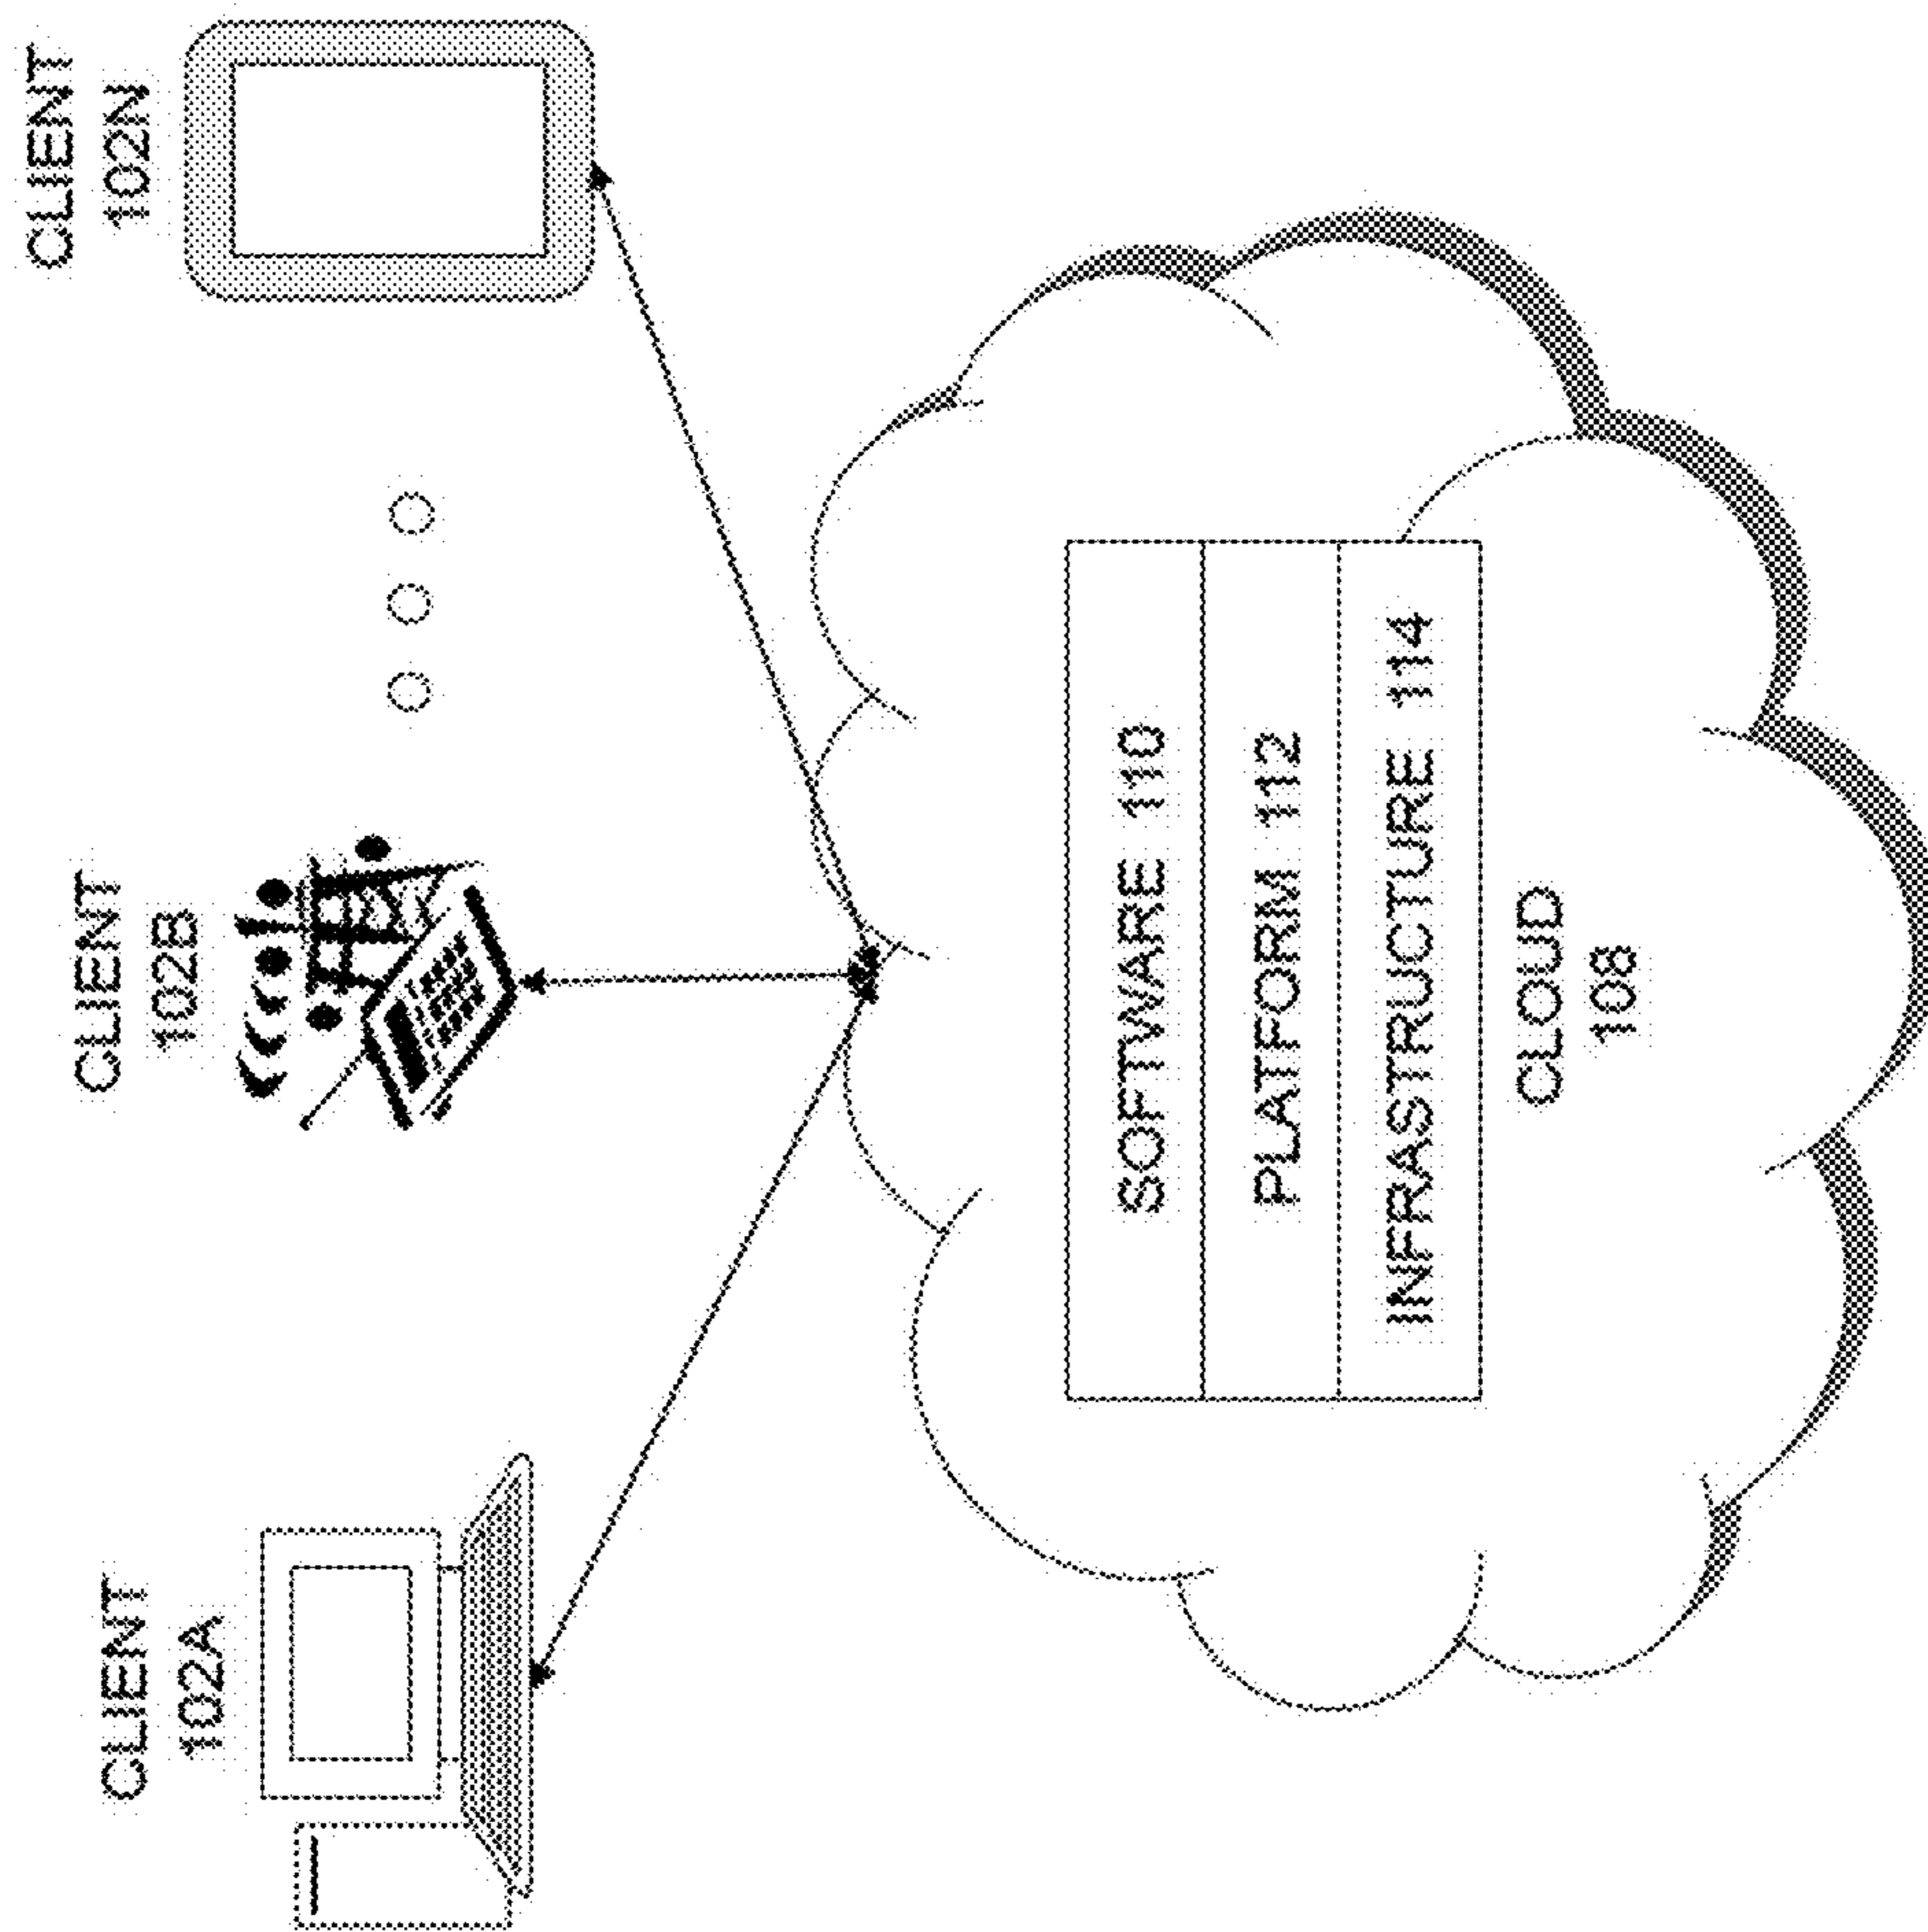 CLIENT
102A
CLIENT
102B
CLIENT
102N
SOFTWARE 110
PLATFORM 112
INFRASTRUCTURE 114
CLOUD
108